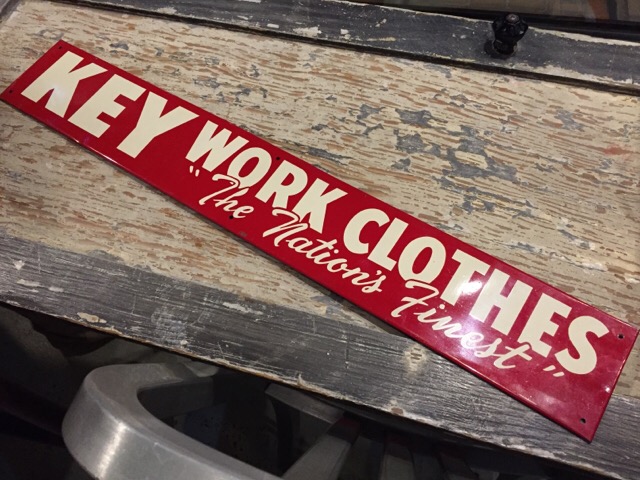 KEY WORK CLOTHES
"The Nation's Finest"